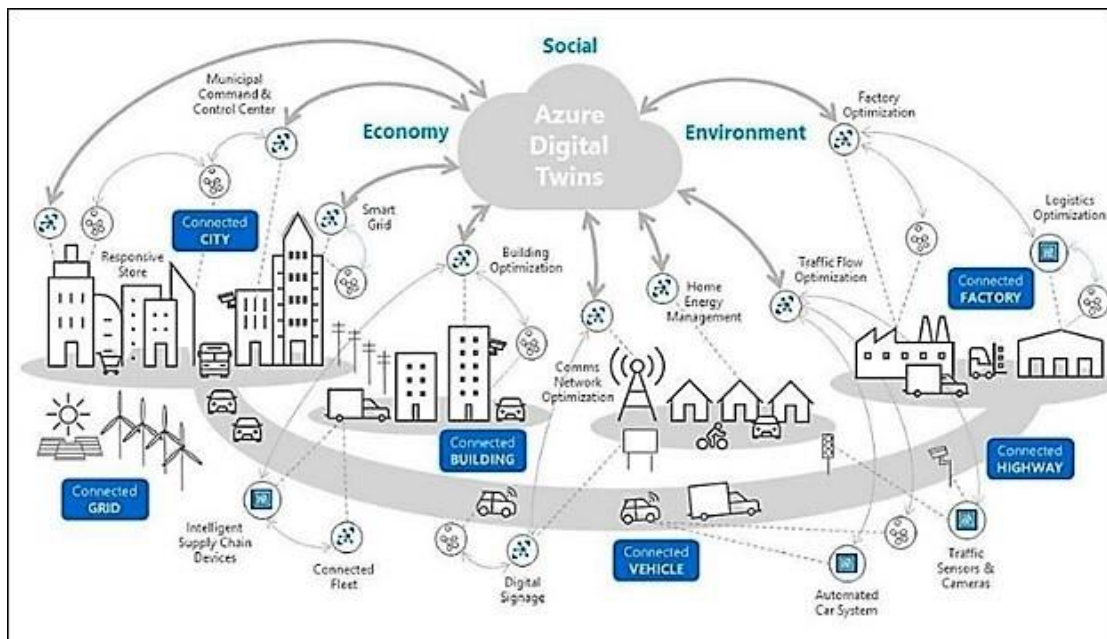 Social
Municipal
Command &
Control Center
Economy
Azure
Digital
Twins
Environment
Factory
Optimization
Connected
CITY
Smart
Grid
Logistics
Optimization
Responsive
Store
Building
Optimization
Traffic Flow
Optimization
Home
Energy
Management
Connected
FACTORY
Comms
Network
Optimization
Connected
GRID
Connected
BUILDING
Connected
HIGHWAY
Intelligent
Supply Chain
Devices
Connected
Fleet
Digital
Signage
Connected
VEHICLE
Automated
Car System
Traffic
Sensors &
Cameras